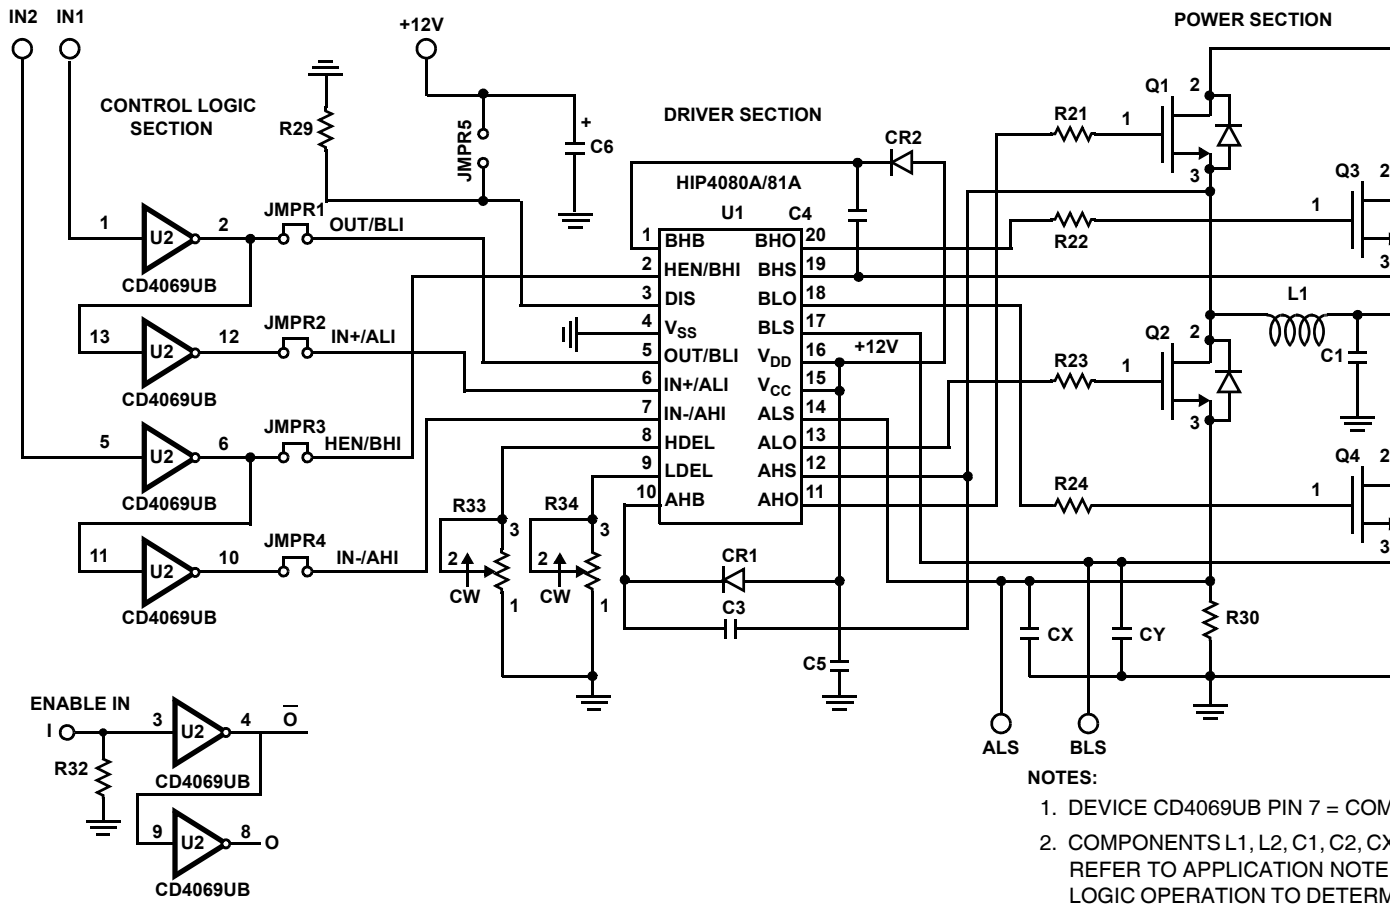 IN2 IN1
+12V
POWER SECTION
CONTROL LOGIC
SECTION
R29
JMPR5
+
C6
DRIVER SECTION
CR2
R21
1
Q1
2
3
HIP4080A/81A
U1
C4
Q3
2
1
3
R22
1
U2
2
CD4069UB
JMPR1
OUT/BLI
13
U2
12
CD4069UB
JMPR2
IN+/ALI
5
U2
6
CD4069UB
JMPR3
HEN/BHI
11
U2
10
CD4069UB
JMPR4
IN-/AHI
1 BHB BHO 20
2 HEN/BHI BHS 19
3 DIS BLO 18
4 VSS BLS 17
5 OUT/BLI VDD 16
6 IN+/ALI VCC 15
7 IN-/AHI ALS 14
8 HDEL ALO 13
9 LDEL AHS 12
10 AHB AHO 11
+12V
L1
C1
R23
1
Q2
2
3
R24
1
Q4
2
3
R33
3
2
CW
1
R34
3
2
CW
1
CR1
C3
C5
CX
CY
R30
ALS
BLS
ENABLE IN
I
R32
3
U2
4
O
CD4069UB
9
U2
8
O
CD4069UB
NOTES:
1. DEVICE CD4069UB PIN 7 = COM
2. COMPONENTS L1, L2, C1, C2, CX
REFER TO APPLICATION NOTE
LOGIC OPERATION TO DETERM